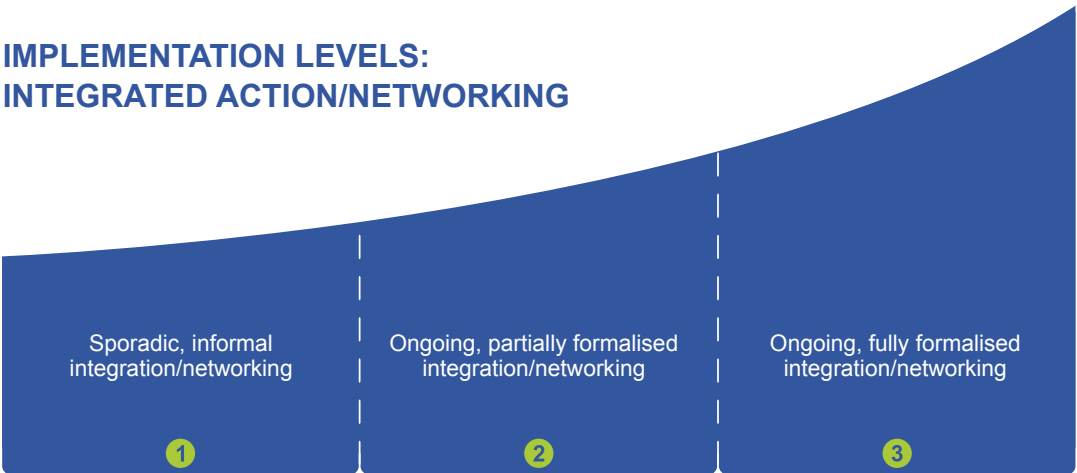 IMPLEMENTATION LEVELS:
INTEGRATED ACTION/NETWORKING
Sporadic, informal
integration/networking
1
Ongoing, partially formalised
integration/networking
2
Ongoing, fully formalised
integration/networking
3